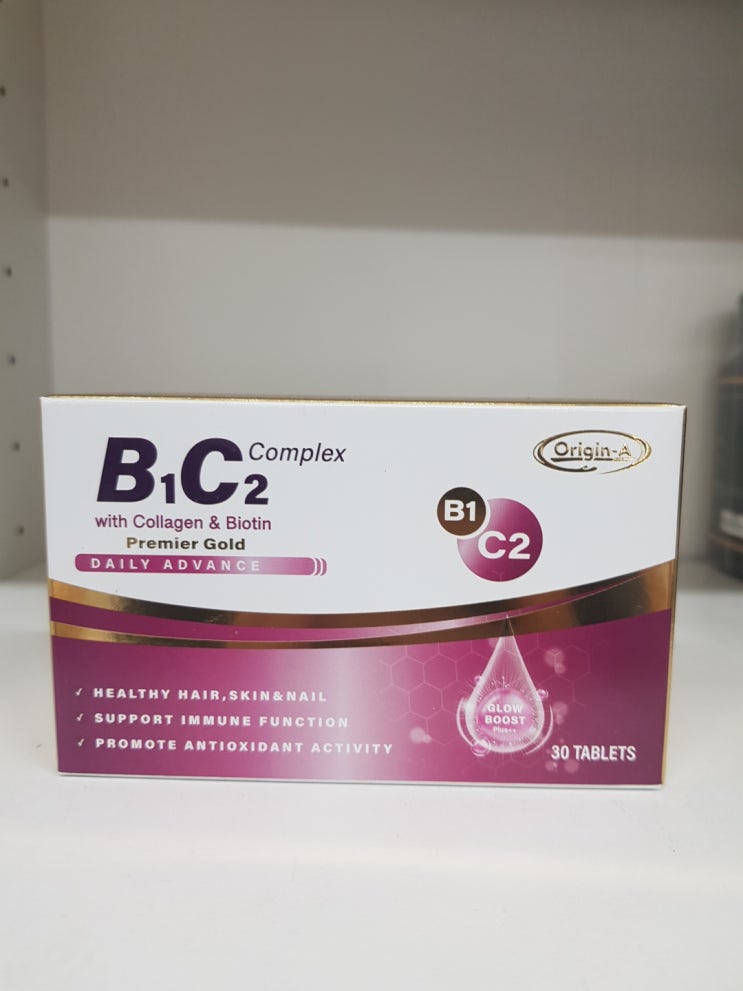 B1C2 Complex
with Collagen & Biotin
Premier Gold
DAILY ADVANCE
Origin-A
B1
C2
HEALTHY HAIR,SKIN&NAIL
SUPPORT IMMUNE FUNCTION
PROMOTE ANTIOXIDANT ACTIVITY
GLOW
BOOST
Plus++
30 TABLETS